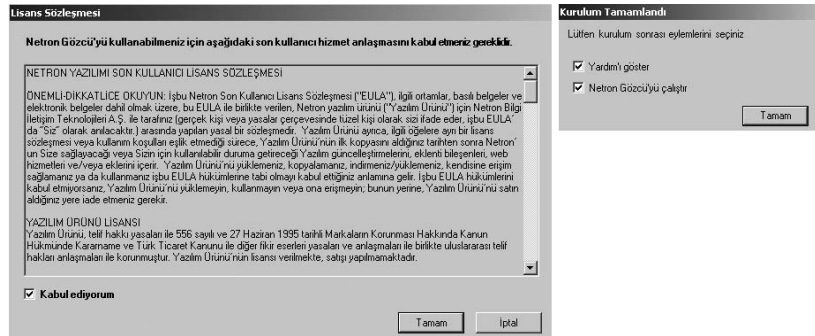 Lisans Sözleşmesi
Netron Gözcü'yü kullanabilmeniz için aşağıdaki son kullanıcı hizmet anlaşmasını kabul etmeniz gereklidir.
NETRON YAZILIMI SON KULLANICI LİSANS SÖZLEŞMESİ
ÖNEMLİ-DİKKATLİCE OKUYUN: İşbu Netron Son Kullanıcı Lisans Sözleşmesi ("EULA"), ilgili ortamlar, basılı belgeler ve
elektronik belgeler dahil olmak üzere, bu EULA ile birlikte verilen, Netron yazılım ürünü ("Yazılım Ürünü") için Netron Bilgi
İletişim Teknolojileri A.Ş. ile tarafınız (gerçek kişi veya yasalar çerçevesinde tüzel kişi olarak sizi ifade eder, işbu EULA'
da "Siz" olarak anılacaktır.) arasında yapılan yasal bir sözleşmedir. Yazılım Ürünü ayrıca, ilgili öğelere ayrı bir lisans
sözleşmesi veya kullanım koşulları eşlik etmediği sürece, Yazılım Ürünü'nün ilk kopyasını aldığınız tarihten sonra Netron'
un Size sağlayacağı veya Sizin için kullanılabilir duruma getireceği Yazılım güncelleştirmelerini, eklenti bileşenleri, web
hizmetleri ve/veya eklerini içerir. Yazılım Ürünü'nü yüklemeniz, kopyalamanız, indirmeniz/yüklemeniz, kendisine erişim
sağlamanız ya da kullanmanız işbu EULA hükümlerine tabi olmayı kabul ettiğiniz anlamına gelir. İşbu EULA hükümlerini
kabul etmiyorsanız, Yazılım Ürünü'nü yüklemeyin, kullanmayın veya ona erişmeyin; bunun yerine, Yazılım Ürünü'nü satın
aldığınız yere iade etmeniz gerekir.
YAZILIM ÜRÜNÜ LİSANSI
Yazılım Ürünü, telif hakkı yasaları ile 556 sayılı ve 27 Haziran 1995 tarihli Markaların Korunması Hakkında Kanun
Hükmünde Kararname ve Türk Ticaret Kanunu ile diğer fikir eserleri yasaları ve anlaşmaları ile birlikte uluslararası telif
hakları anlaşmaları ile korunmuştur. Yazılım Ürünü'nün lisansı verilmekte, satışı yapılmamaktadır.
Kabul ediyorum
Tamam
İptal
Kurulum Tamamlandı
Lütfen kurulum sonrası eylemlerini seçiniz
Yardım'ı göster
Netron Gözcü'yü çalıştır
Tamam